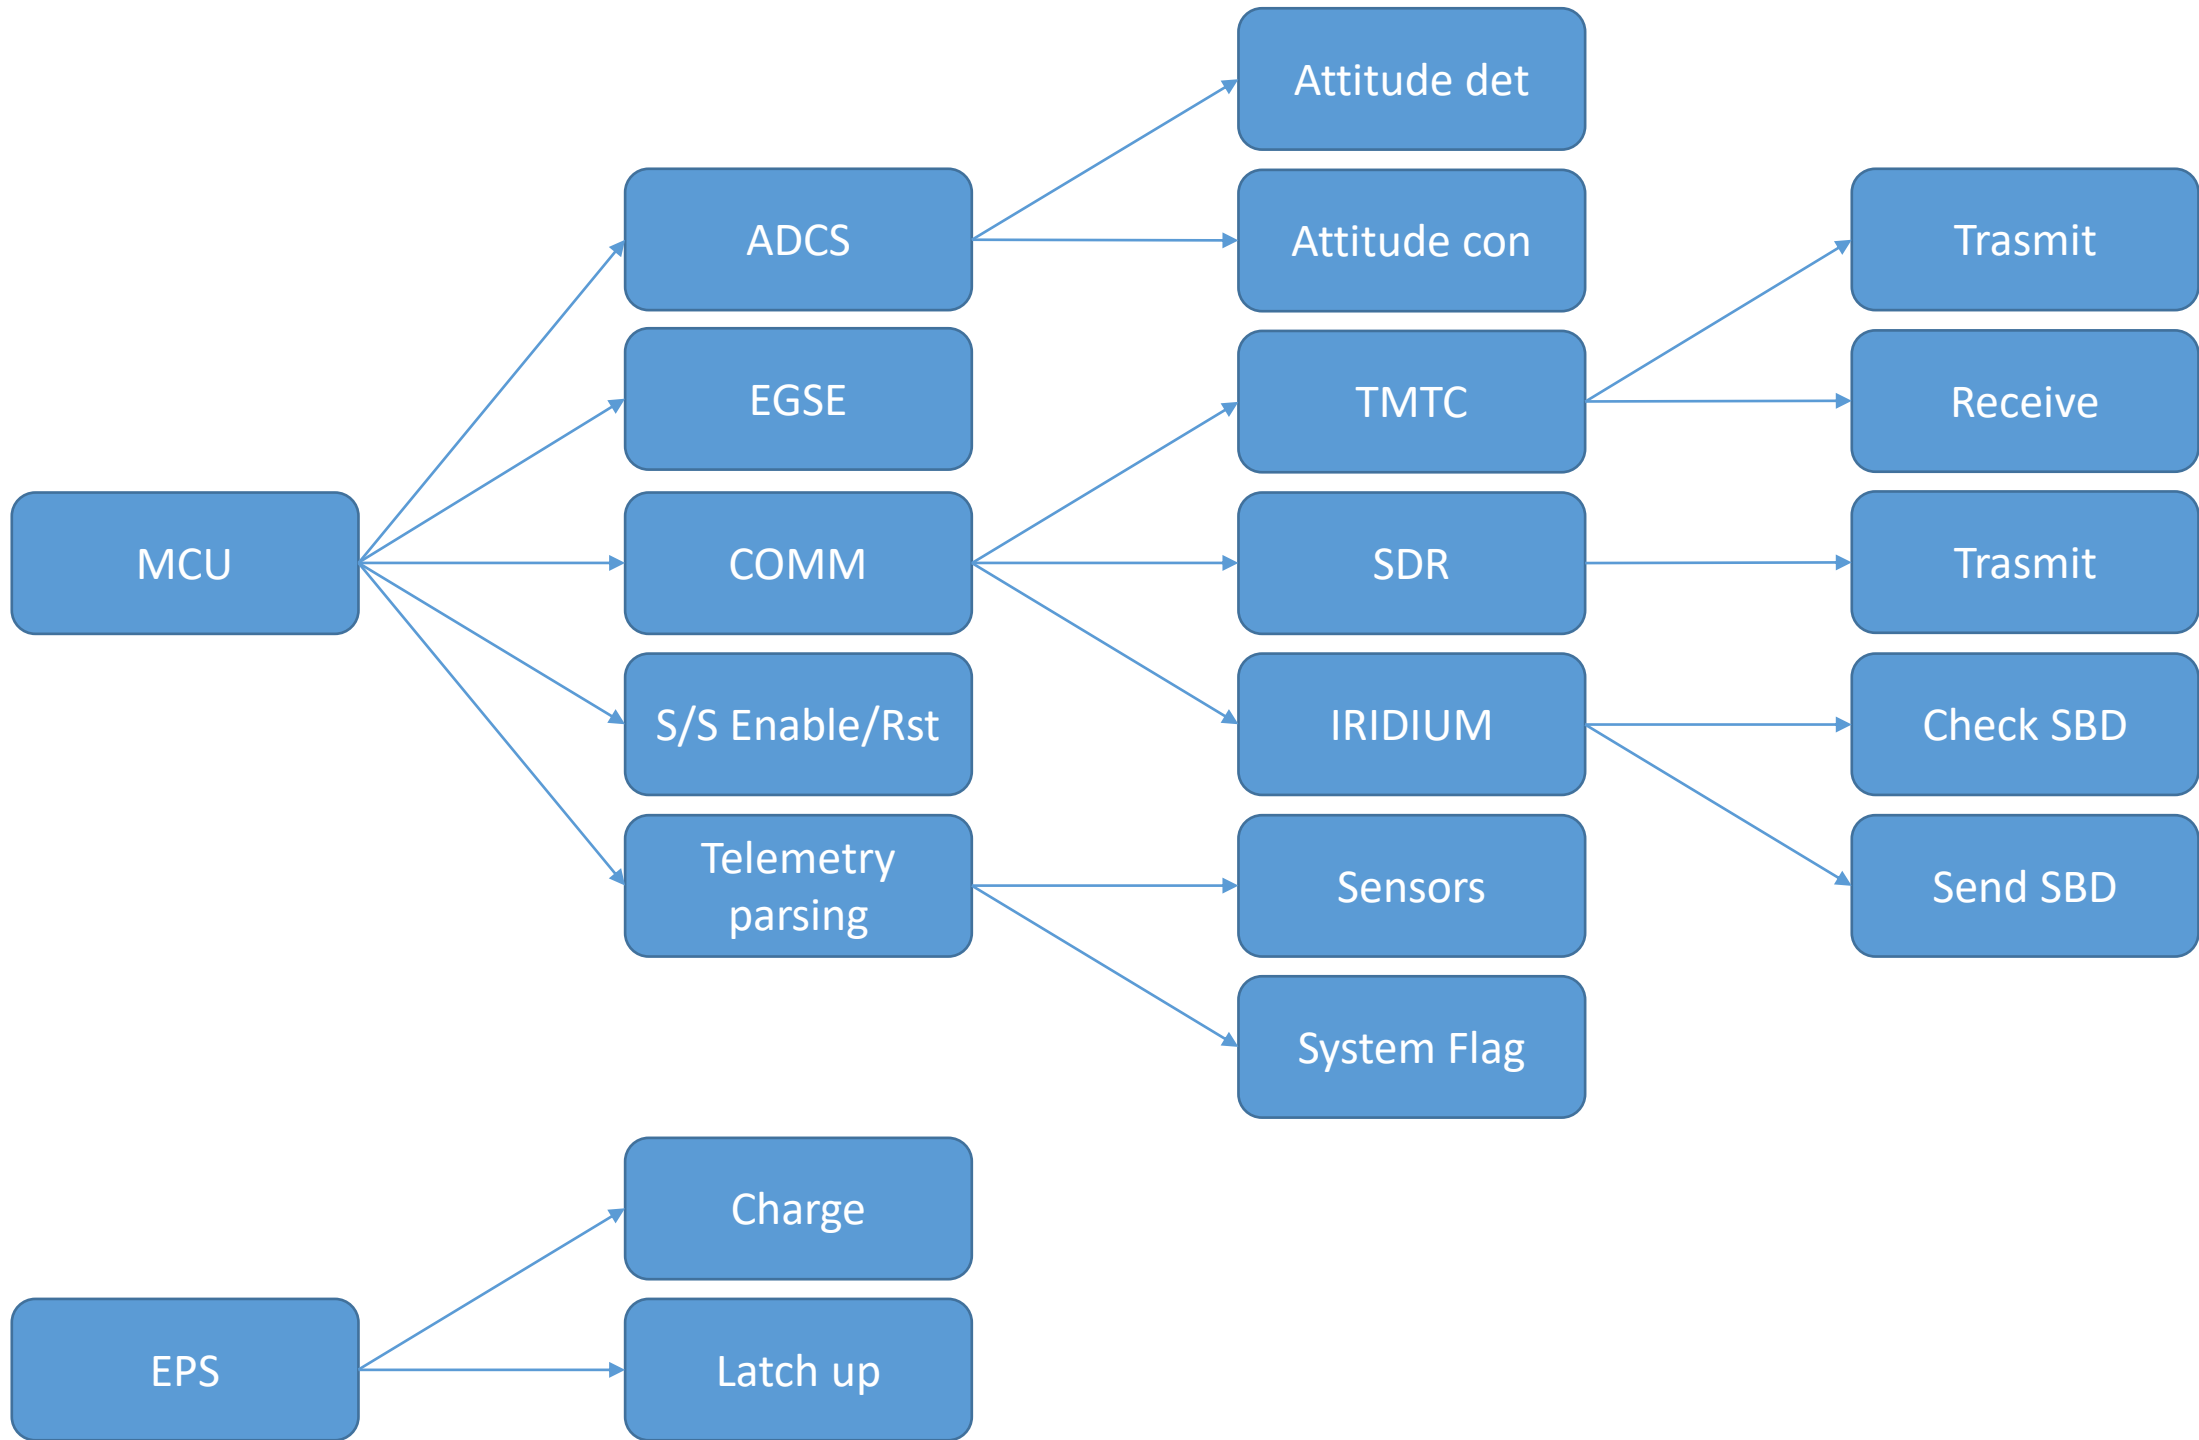 Attitude det
ADCS
Attitude con
Trasmit
EGSE
TMTC
Receive
MCU
COMM
SDR
Trasmit
S/S Enable/Rst
IRIDIUM
Check SBD
Telemetry
parsing
Sensors
Send SBD
System Flag
Charge
EPS
Latch up